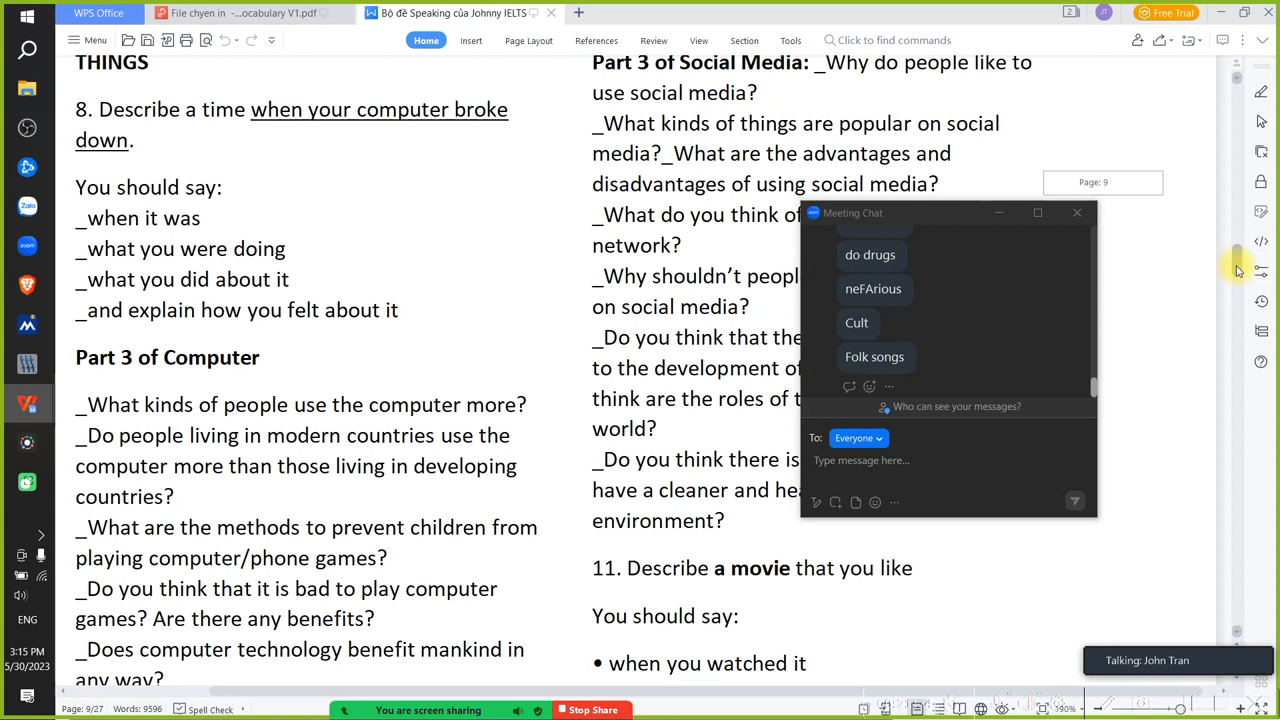 WPS Office
File chyen in -...ocabulary V1.pdf
Bộ đề Speaking của Johnny IELTS
2
JT
Free Trial
Menu
Home
Insert
Page Layout
References
Review
View
Section
Tools
Click to find commands
THINGS
8. Describe a time when your computer broke
down.
You should say:
_when it was
_what you were doing
_what you did about it
_and explain how you felt about it
Part 3 of Computer
_What kinds of people use the computer more?
_Do people living in modern countries use the
computer more than those living in developing
countries?
_What are the methods to prevent children from
playing computer/phone games?
_Do you think that it is bad to play computer
games? Are there any benefits?
_Does computer technology benefit mankind in
any way?
Part 3 of Social Media: _Why do people like to
use social media?
_What kinds of things are popular on social
media?_What are the advantages and
disadvantages of using social media?
_What do you think of
network?
_Why shouldn't peopl
on social media?
_Do you think that the
to the development of
think are the roles of t
world?
_Do you think there is
have a cleaner and hea
environment?
11. Describe a movie that you like
You should say:
• when you watched it
Page: 9
Meeting Chat
do drugs
neFArious
Cult
Folk songs
Who can see your messages?
To:
Everyone
Type message here...
Talking: John Tran
Zalo
zoom
ENG
3:15 PM
5/30/2023
Page: 9/27
Words: 9596
Spell Check
You are screen sharing
Stop Share
190%